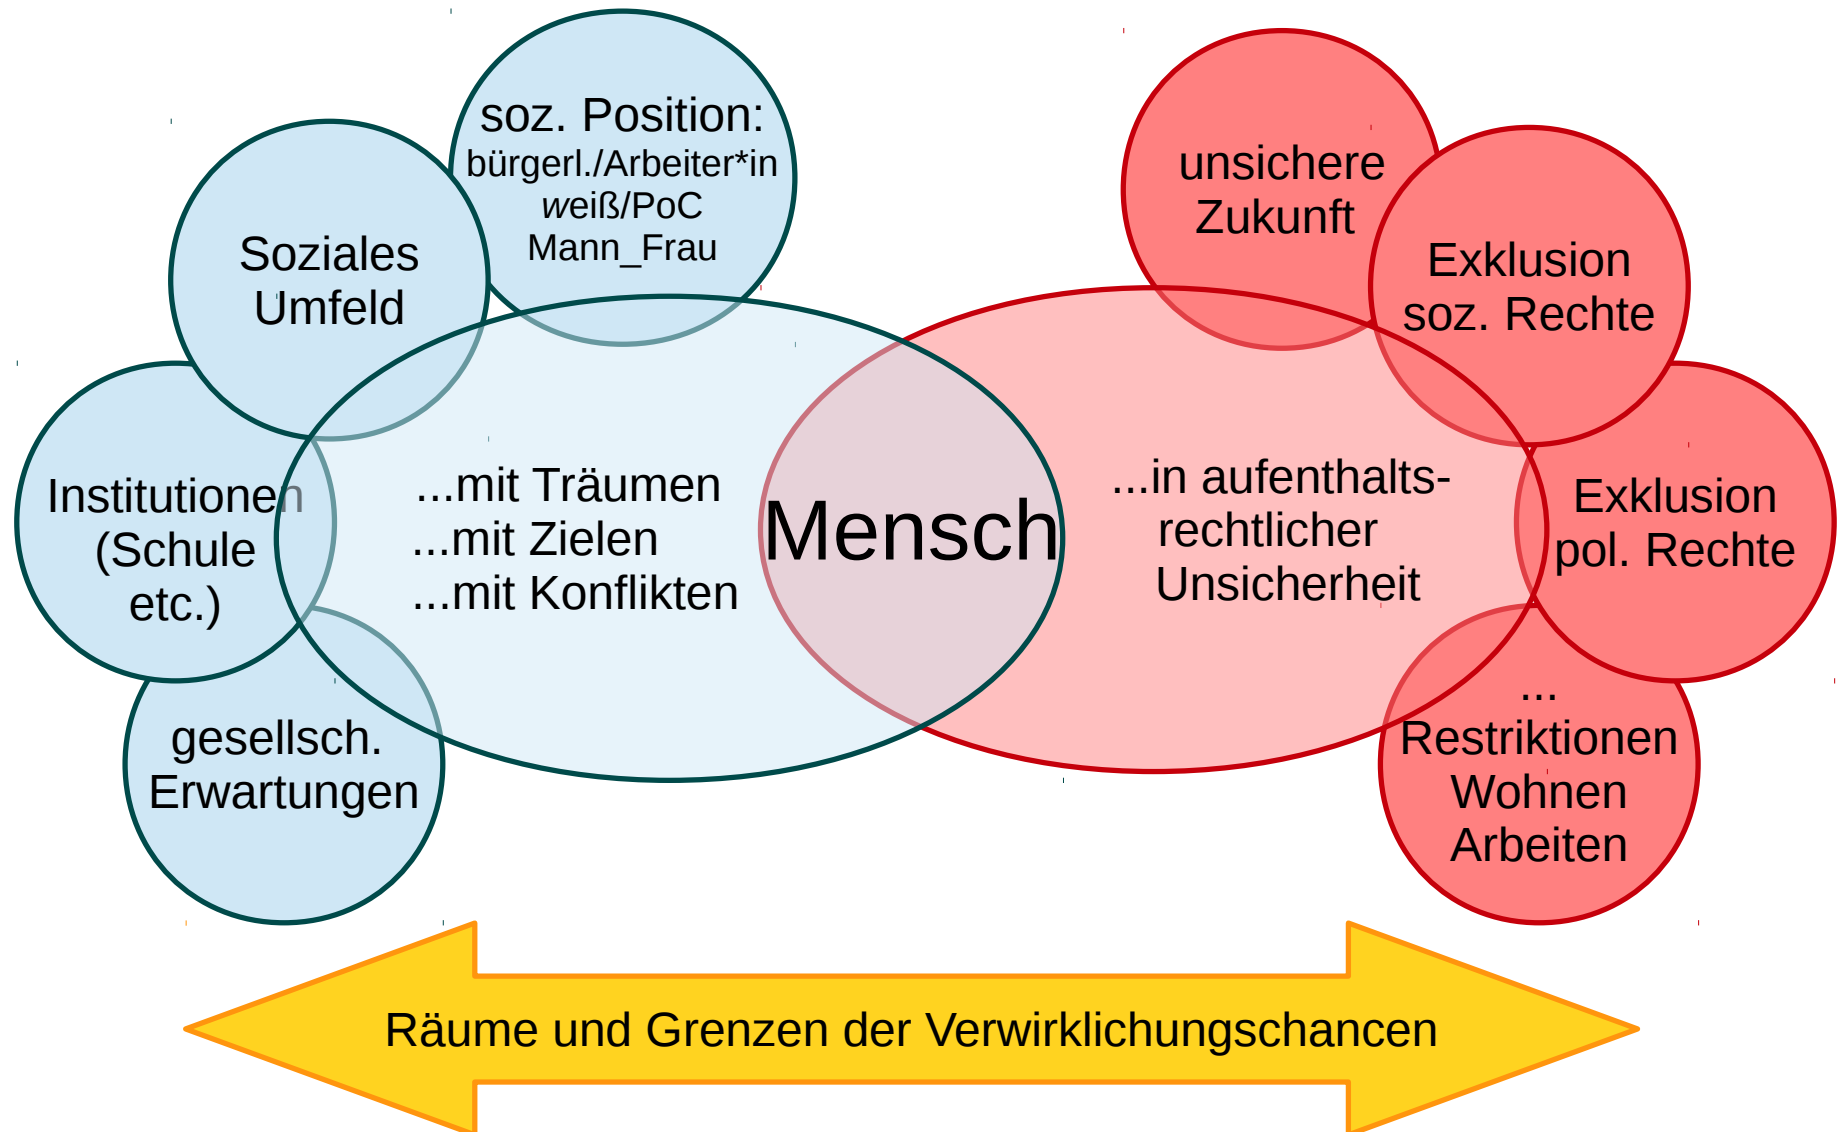 soz. Position:
bürgerl./Arbeiter*in
weiß/PoC
Mann_Frau
Soziales
Umfeld
Institutionen
(Schule
etc.)
gesellsch.
Erwartungen
...mit Träumen
...mit Zielen
...mit Konflikten
Mensch
...in aufenthalts-
rechtlicher
Unsicherheit
unsichere
Zukunft
Exklusion
soz. Rechte
Exklusion
pol. Rechte
...
Restriktionen
Wohnen
Arbeiten
Räume und Grenzen der Verwirklichungschancen